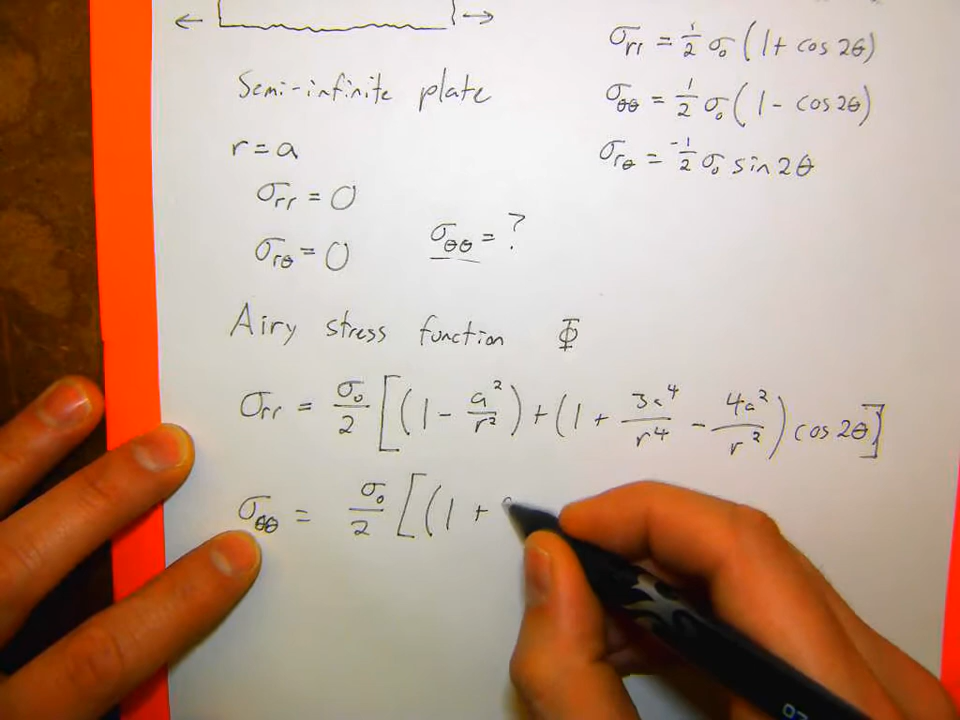 σrr = 1/2 σ₀ (1 + cos 2θ)
σθθ = 1/2 σ₀ (1 - cos 2θ)
σrθ = -1/2 σ₀ sin 2θ
Semi-infinite plate
r = a
σrr = 0
σrθ = 0 σθθ = ?
Airy stress function Φ
σrr = σ₀/2 [(1 - a²/r²) + (1 + 3a⁴/r⁴ - 4a²/r²) cos 2θ]
σθθ = σ₀/2 [(1 +